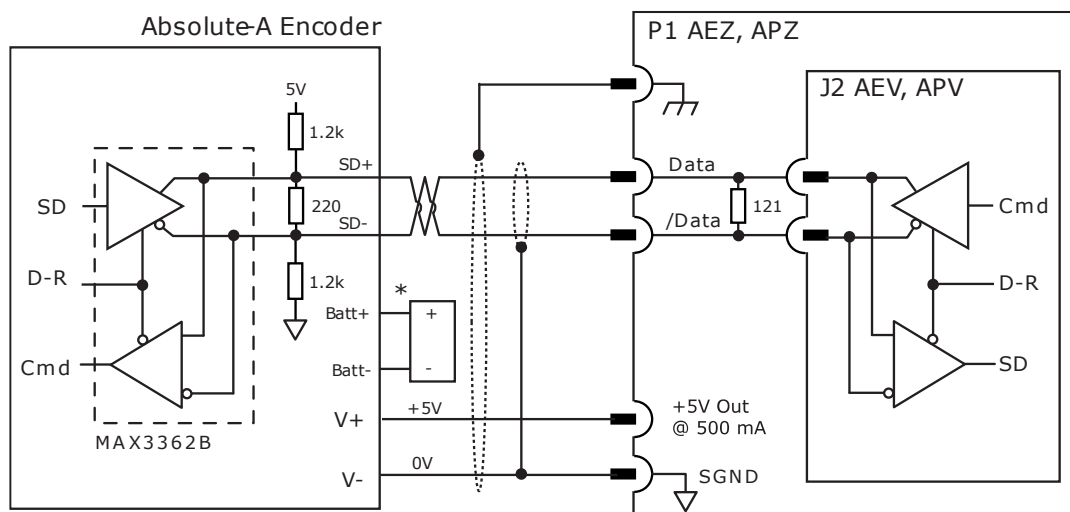 Absolute-A Encoder
P1 AEZ, APZ
J2 AEV, APV
5V
1.2k
SD+
220
SD-
1.2k
SD
D-R
Cmd
MAX3362B
Batt+
Batt-
*
+
-
V+
+5V
V-
0V
Data
/Data
121
+5V Out
@ 500 mA
SGND
Cmd
D-R
SD